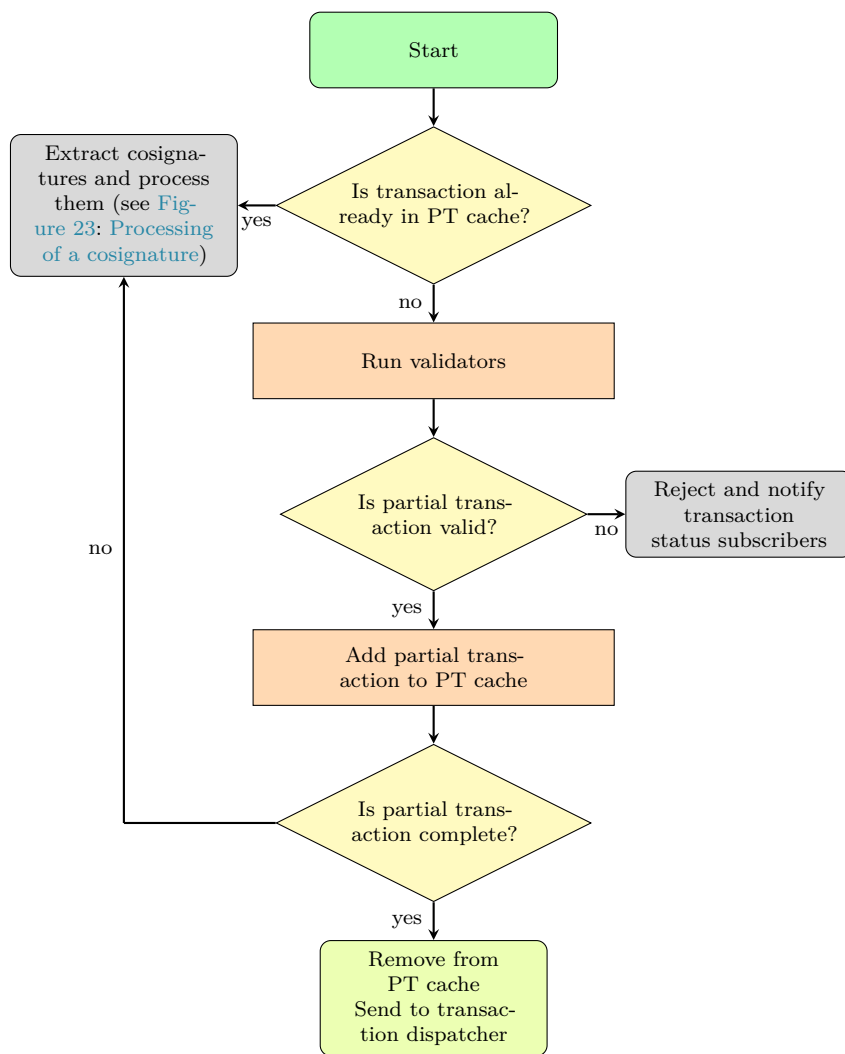 Start
Extract cosigna-
tures and process
them (see Fig-
ure 23: Processing
of a cosignature)
Is transaction al-
ready in PT cache?
yes
no
Run validators
Is partial trans-
action valid?
no
Reject and notify
transaction
status subscribers
no
yes
Add partial trans-
action to PT cache
Is partial trans-
action complete?
yes
Remove from
PT cache
Send to transac-
tion dispatcher